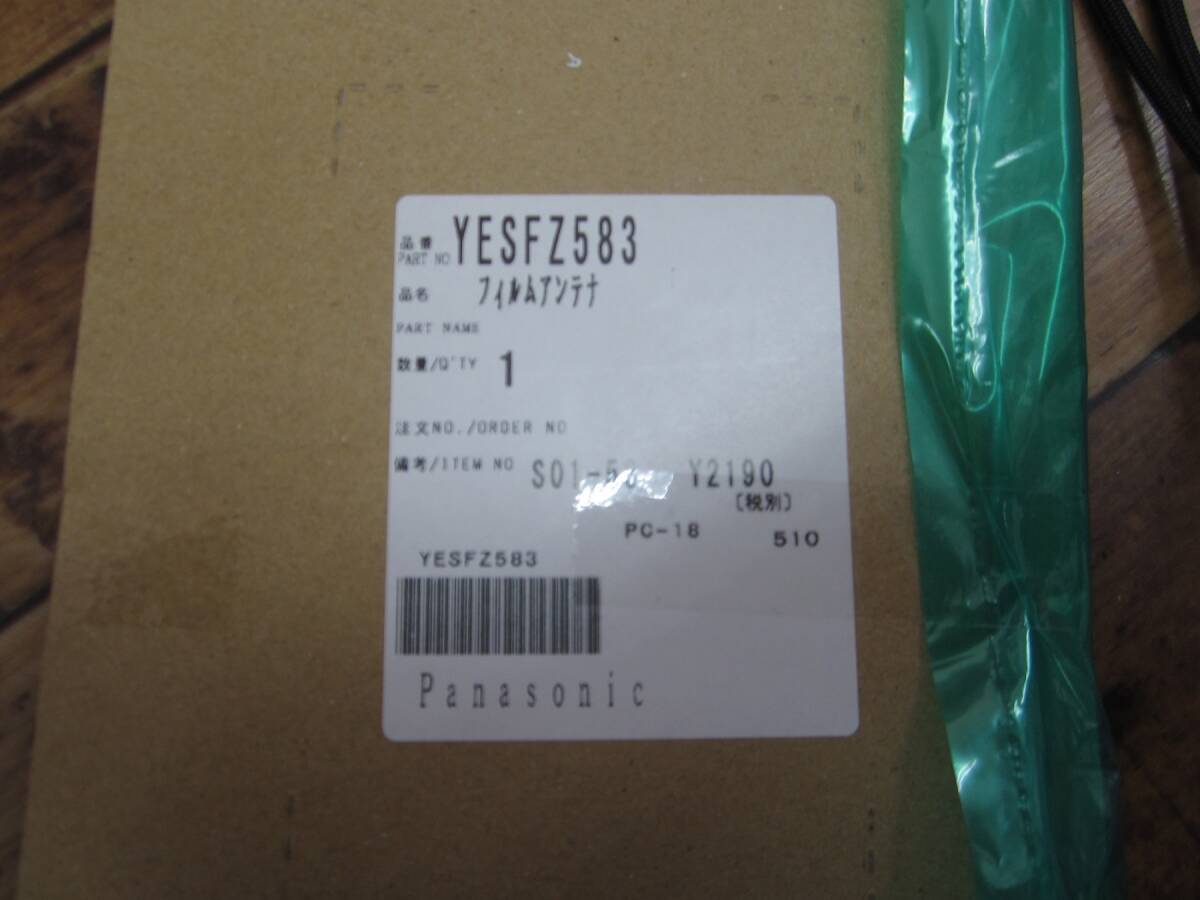 品番
PART NO. YESFZ583
品名 フィルムアンテナ
PART NAME
数量/Q'TY 1
注文NO./ORDER NO
備考/ITEM NO S01-5 Y2190
〔税別〕
PC-18 510
YESFZ583
Panasonic